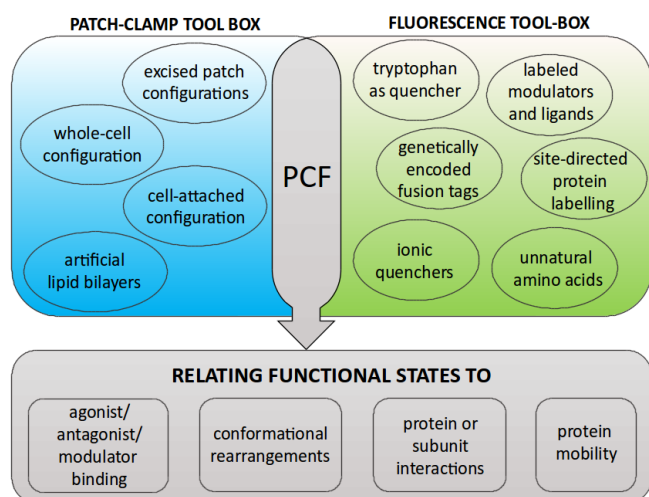 PATCH-CLAMP TOOL BOX
FLUORESCENCE TOOL-BOX
excised patch
configurations
whole-cell
configuration
cell-attached
configuration
artificial
lipid bilayers
PCF
tryptophan
as quencher
labeled
modulators
and ligands
genetically
encoded
fusion tags
site-directed
protein
labelling
ionic
quenchers
unnatural
amino acids
RELATING FUNCTIONAL STATES TO
agonist/
antagonist/
modulator
binding
conformational
rearrangements
protein or
subunit
interactions
protein
mobility